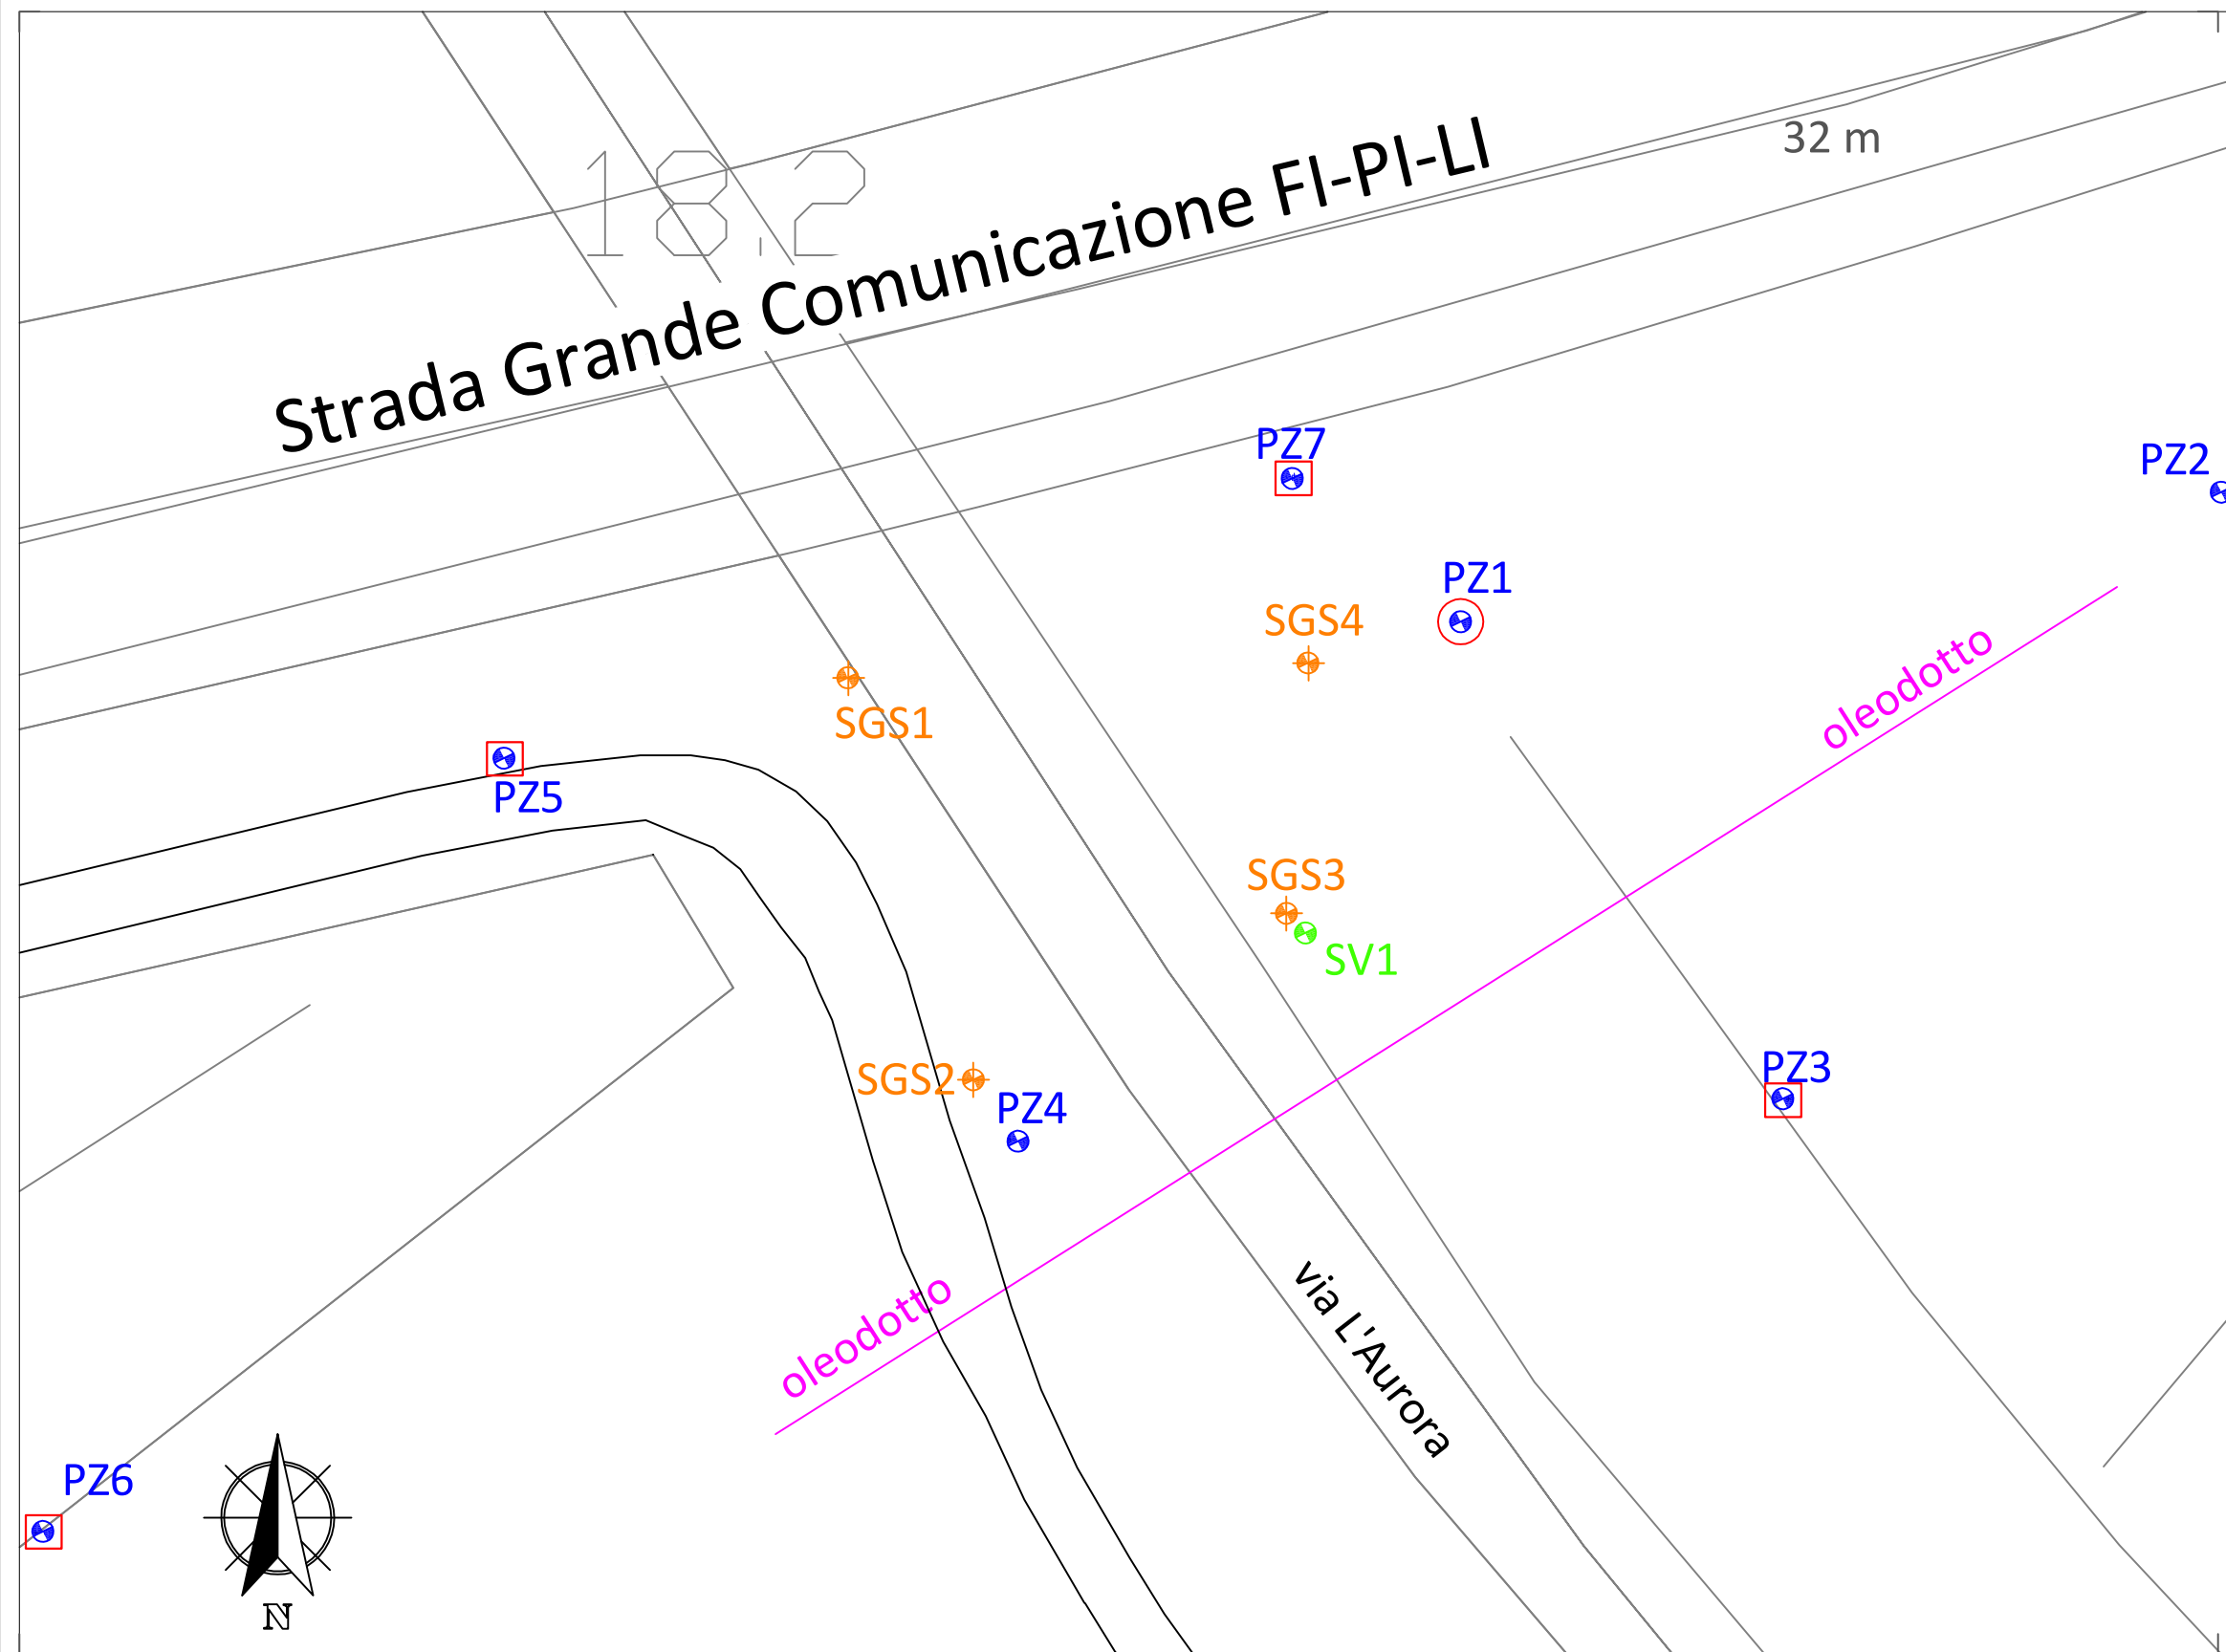 18.2
32 m
Strada Grande Comunicazione FI-PI-LI
PZ7
PZ2
PZ1
SGS4
oleodotto
SGS1
PZ5
SGS3
SV1
PZ3
SGS2
PZ4
oleodotto
via L'Aurora
PZ6
N